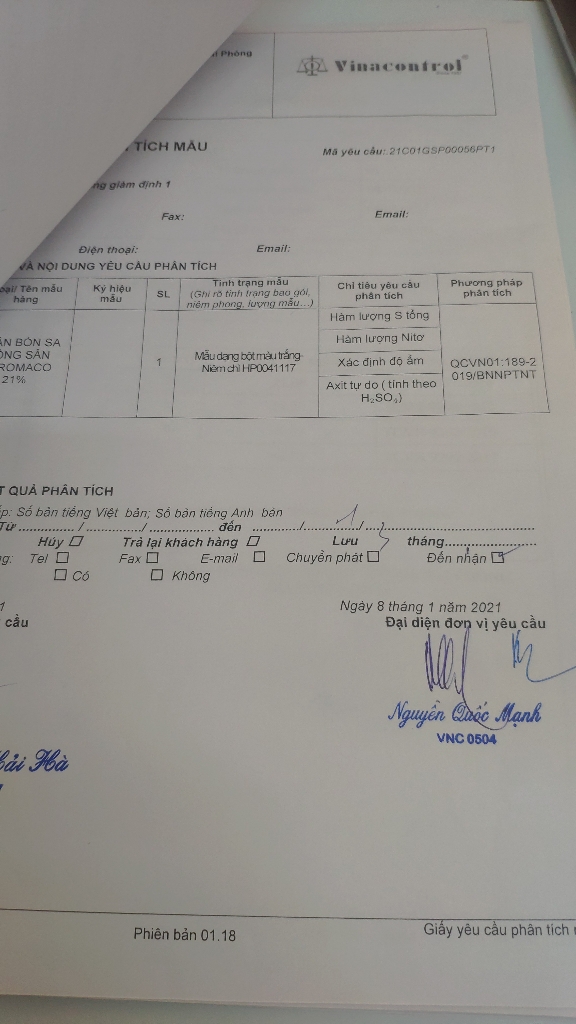 Phòng
Vinacontrol
TÍCH MẪU
Mã yêu cầu:.21C01GSP00056PT1
ng giám định 1
Fax:
Email:
Điện thoại:
Email:
VÀ NỘI DUNG YÊU CẦU PHÂN TÍCH
oại/ Tên mẫu hàng
Ký hiệu mẫu
SL
Tình trạng mẫu
(Ghi rõ tình trạng bao gói, niêm phong, lượng mẫu...)
Chỉ tiêu yêu cầu phân tích
Phương pháp phân tích
ÂN BÓN SA
ÔNG SẢN
ROMACO
21%
1
Mẫu dạng bột màu trắng-
Niêm chì HP0041117
Hàm lượng S tổng
Hàm lượng Nitơ
Xác định độ ẩm
Axit tự do ( tính theo
H₂SO₄)
QCVN01:189-2
019/BNNPTNT
T QUẢ PHÂN TÍCH
p: Số bản tiếng Việt bản; Số bản tiếng Anh bản
Từ ............... / ............/................. đến ............/............/....................................
Hủy Trả lại khách hàng Lưu tháng......................
ng: Tel Fax E-mail Chuyển phát Đến nhận
Có Không
Ngày 8 tháng 1 năm 2021
cầu
Đại diện đơn vị yêu cầu
Nguyễn Quốc Mạnh
VNC 0504
Hải Hà
Phiên bản 01.18
Giấy yêu cầu phân tích